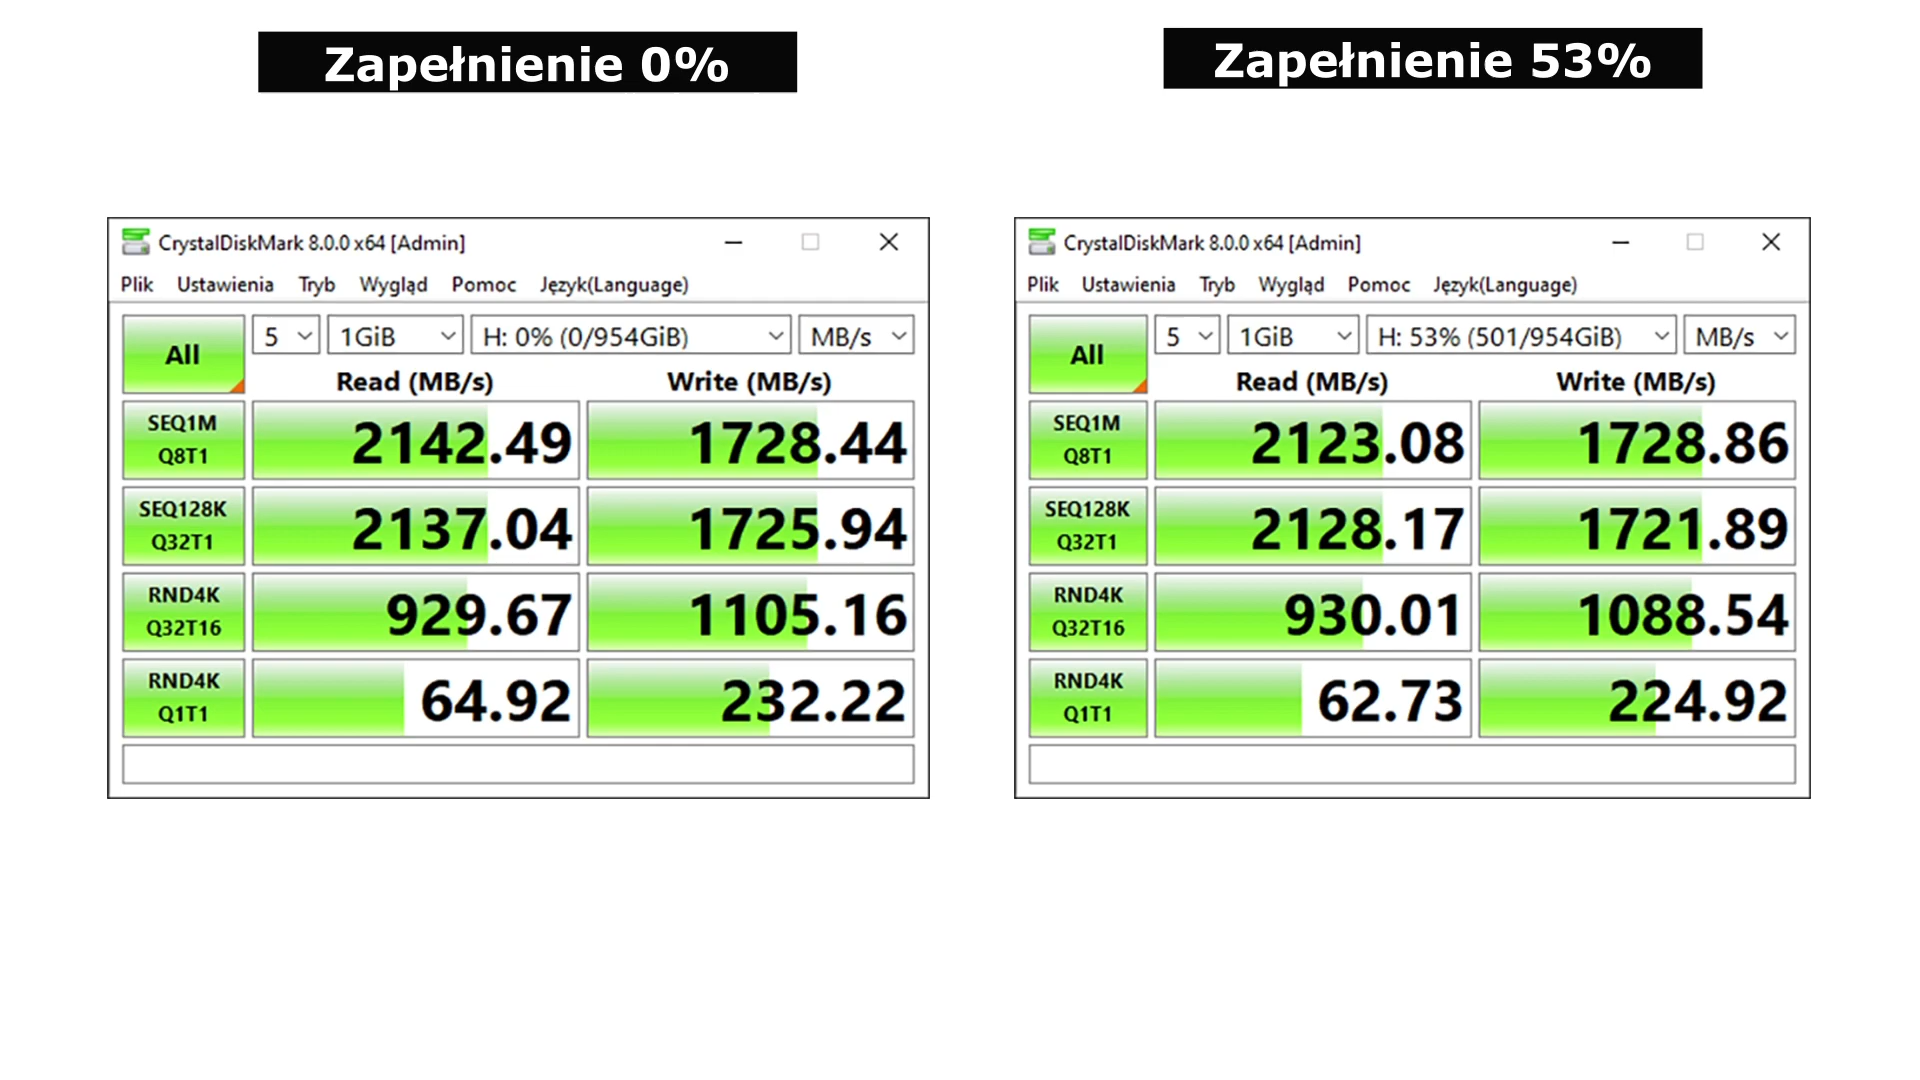 Zapełnienie 0%
CrystalDiskMark 8.0.0 x64 [Admin]
Plik Ustawienia Tryb Wygląd Pomoc Język(Language)
All 5 1GiB H: 0% (0/954GiB) MB/s
Read (MB/s) Write (MB/s)
SEQ1M
Q8T1
2142.49 1728.44
SEQ128K
Q32T1
2137.04 1725.94
RND4K
Q32T16
929.67 1105.16
RND4K
Q1T1
64.92 232.22
Zapełnienie 53%
CrystalDiskMark 8.0.0 x64 [Admin]
Plik Ustawienia Tryb Wygląd Pomoc Język(Language)
All 5 1GiB H: 53% (501/954GiB) MB/s
Read (MB/s) Write (MB/s)
SEQ1M
Q8T1
2123.08 1728.86
SEQ128K
Q32T1
2128.17 1721.89
RND4K
Q32T16
930.01 1088.54
RND4K
Q1T1
62.73 224.92